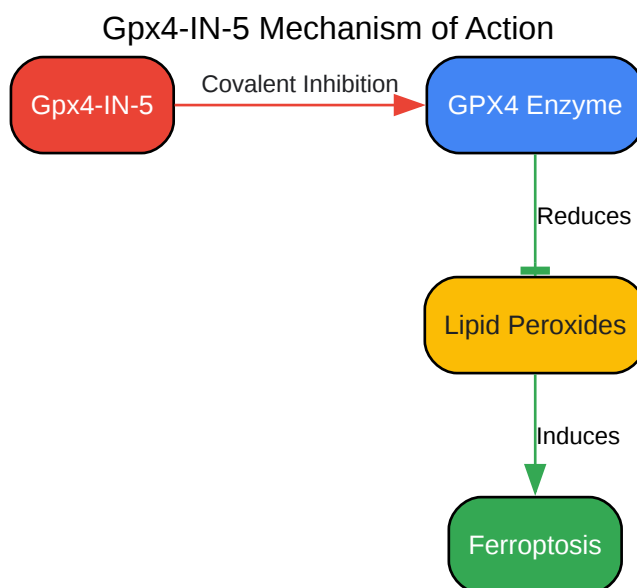 Gpx4-IN-5 Mechanism of Action
Gpx4-IN-5
Covalent Inhibition
GPX4 Enzyme
Reduces
Lipid Peroxides
Induces
Ferroptosis